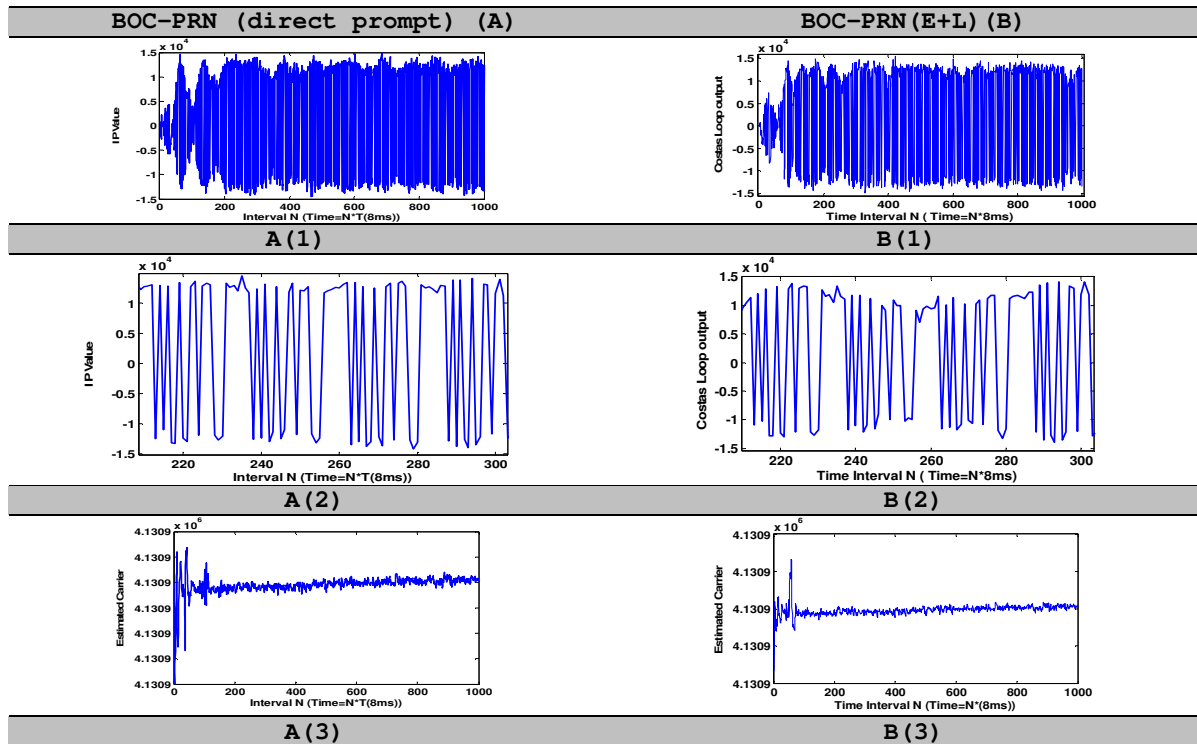 BOC-PRN (direct prompt) (A)
BOC-PRN(E+L)(B)
x 10^4
1.5
1
0.5
0
-0.5
-1
-1.5
0 200 400 600 800 1000
IP Value
Interval N (Time=N*T(8ms))
x 10^4
1.5
1
0.5
0
-0.5
-1
-1.5
0 200 400 600 800 1000
Costas Loop output
Time Interval N ( Time=N*8ms)
A(1)
B(1)
x 10^4
1
0.5
0
-0.5
-1
-1.5
220 240 260 280 300
IP Value
Interval N (Time=N*T(8ms))
x 10^4
1.5
1
0.5
0
-0.5
-1
-1.5
220 240 260 280 300
Costas Loop output
Time Interval N ( Time=N*8ms)
A(2)
B(2)
x 10^6
4.1309
4.1309
4.1309
4.1309
4.1309
4.1309
4.1309
0 200 400 600 800 1000
Estimated Carrier
Interval N (Time=N*T(8ms))
x 10^6
4.1309
4.1309
4.1309
4.1309
4.1309
0 200 400 600 800 1000
Estimated Carrier
Time Interval N (Time=N*T(8ms))
A(3)
B(3)